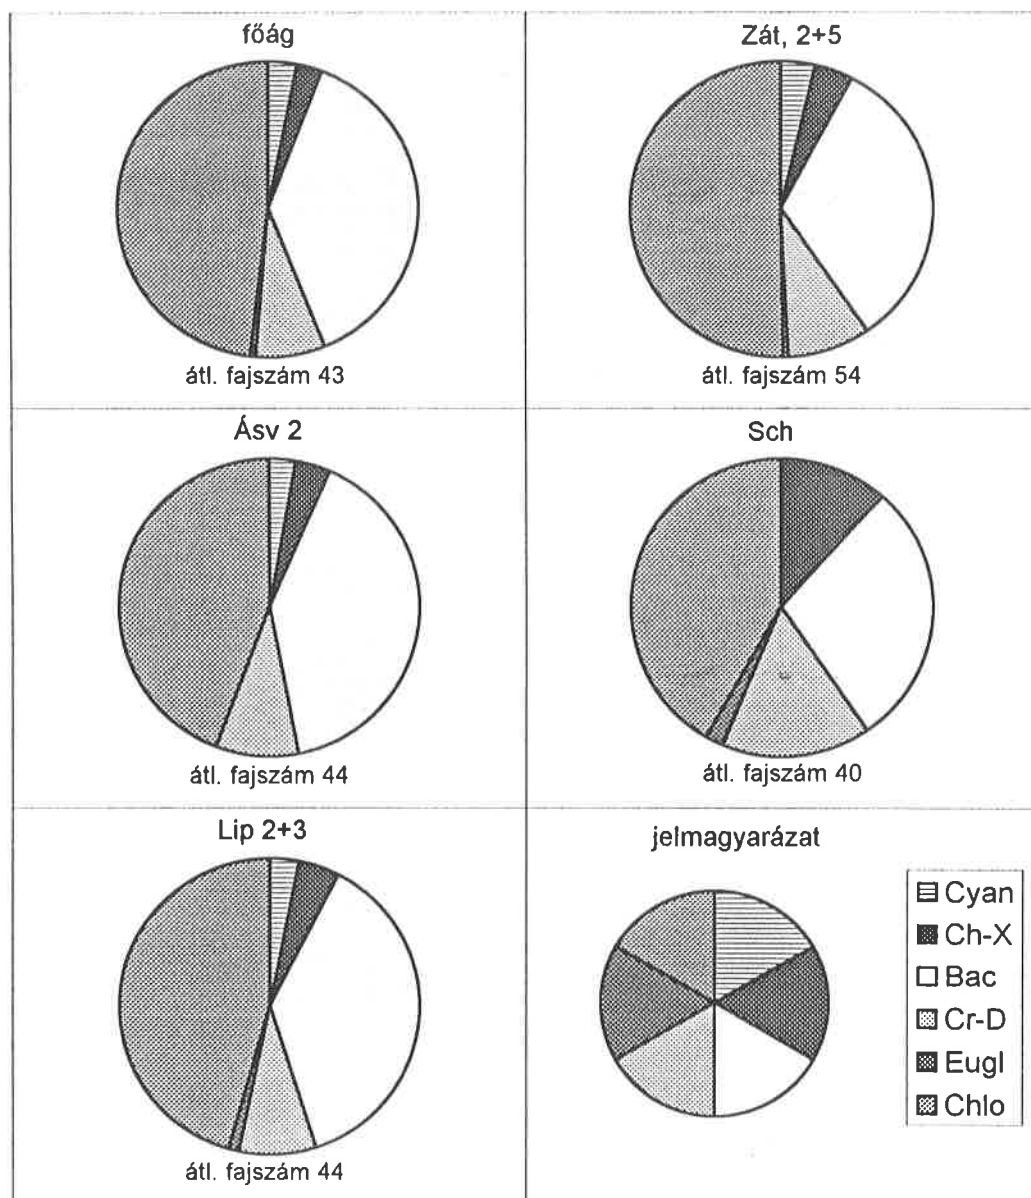 főág
átl. fajszám 43
Zát, 2+5
átl. fajszám 54
Ásv 2
átl. fajszám 44
Sch
átl. fajszám 40
Lip 2+3
átl. fajszám 44
jelmagyarázat
Cyan
Ch-X
Bac
Cr-D
Eugl
Chlo